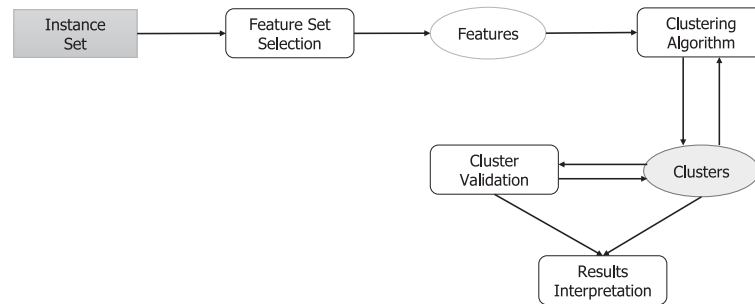 Instance
Set
Feature Set
Selection
Features
Clustering
Algorithm
Cluster
Validation
Clusters
Results
Interpretation